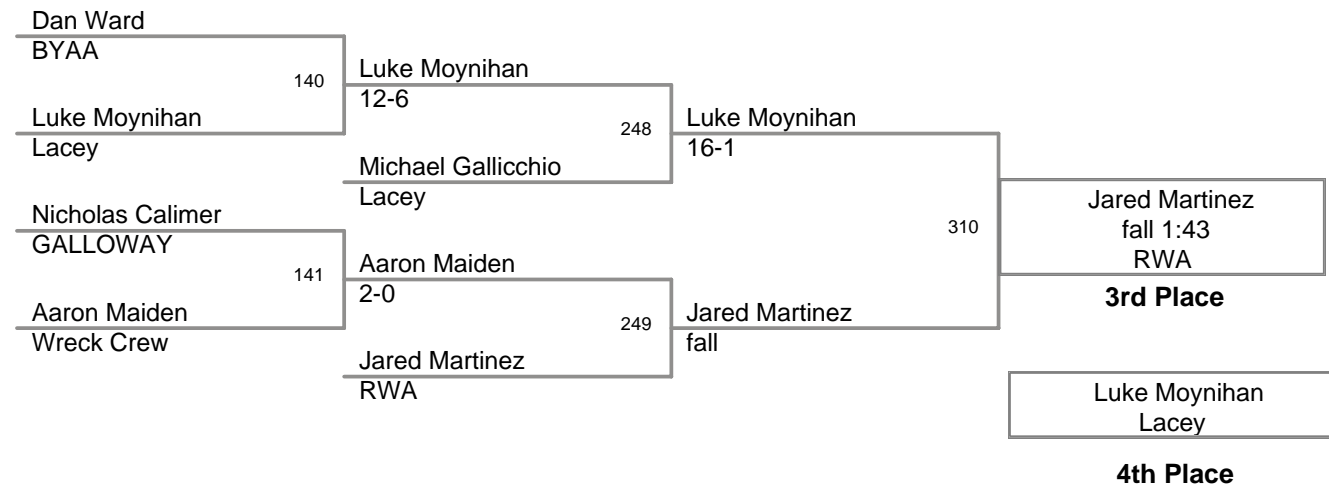 Dan Ward
BYAA
140
Luke Moynihan
12-6
Luke Moynihan
Lacey
248
Luke Moynihan
16-1
Michael Gallicchio
Lacey
Nicholas Calimer
GALLOWAY
310
Jared Martinez
fall 1:43
RWA
3rd Place
141
Aaron Maiden
2-0
Aaron Maiden
Wreck Crew
249
Jared Martinez
fall
Jared Martinez
RWA
Luke Moynihan
Lacey
4th Place